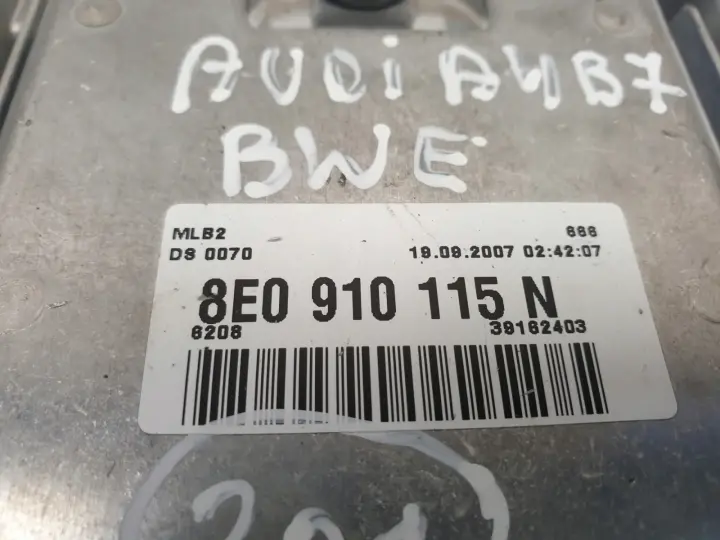 AUDI A4B7
BWE
MLB2 666
DS 0070 19.09.2007 02:42:07
8E0 910 115 N
6208 39162403